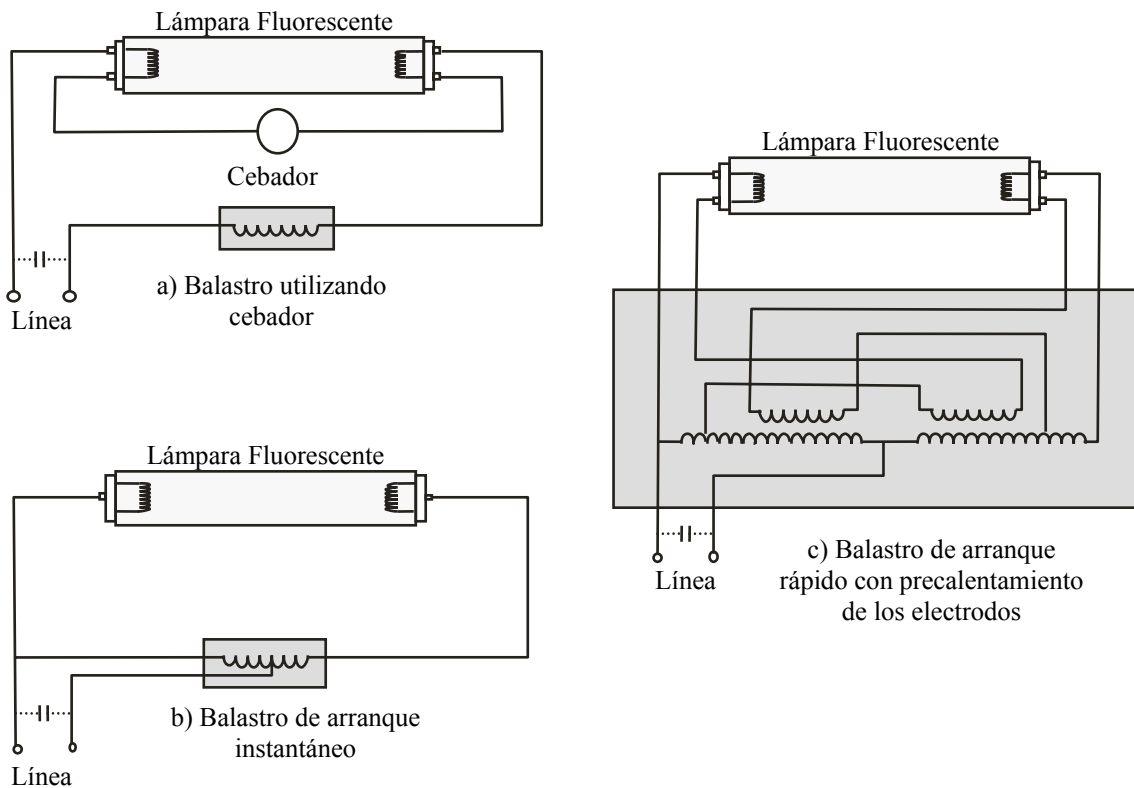 Lámpara Fluorescente
Cebador
a) Balastro utilizando
cebador
Línea
Lámpara Fluorescente
b) Balastro de arranque
instantáneo
Línea
Lámpara Fluorescente
c) Balastro de arranque
rápido con precalentamiento
de los electrodos
Línea